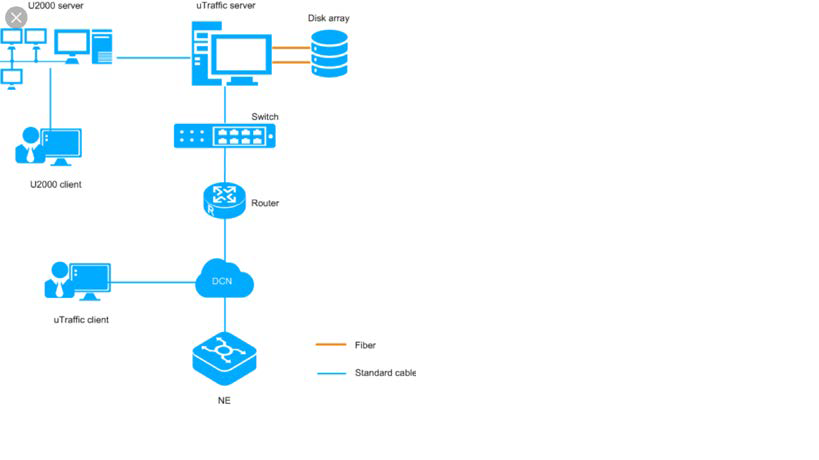 U2000 server
uTraffic server
Disk array
Switch
U2000 client
Router
R
DCN
uTraffic client
Fiber
Standard cable
NE